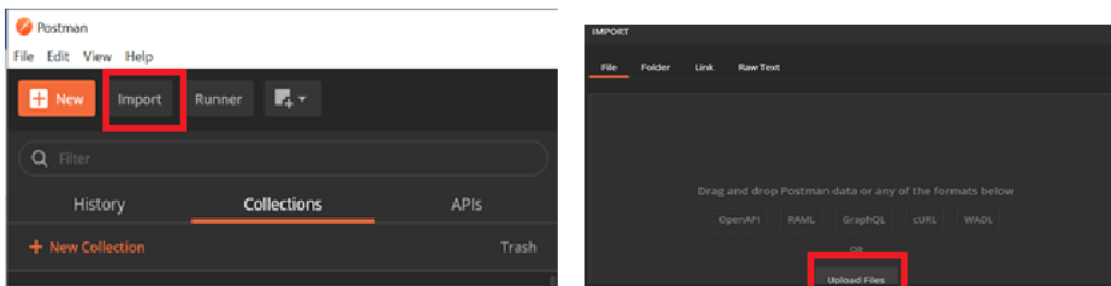 Postman
File Edit View Help
New Import Runner
Filter
History Collections APIs
New Collection Trash
IMPORT
File Folder Link Raw Text
Drag and drop Postman data or any of the formats below
OpenAPI RAML GraphQL cURL WADL
OR
Upload Files